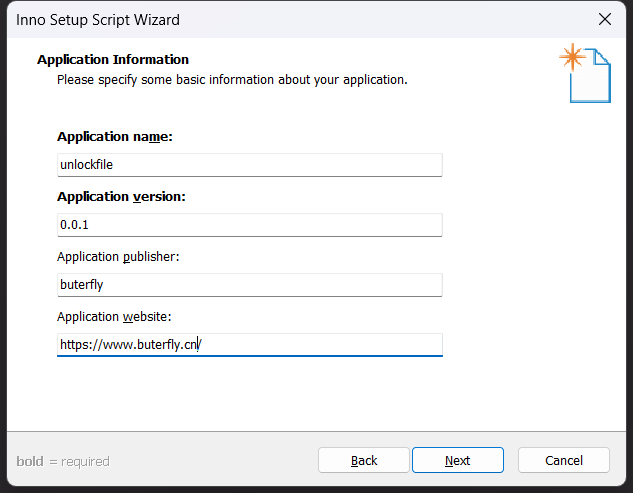 Inno Setup Script Wizard
Application Information
Please specify some basic information about your application.
Application name:
unlockfile
Application version:
0.0.1
Application publisher:
buterfly
Application website:
https://www.buterfly.cn/
bold = required
Back
Next
Cancel